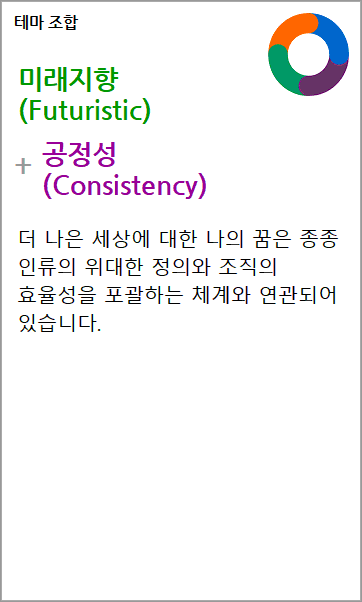 테마 조합
미래지향
(Futuristic)
+ 공정성
(Consistency)
더 나은 세상에 대한 나의 꿈은 종종
인류의 위대한 정의와 조직의
효율성을 포괄하는 체계와 연관되어
있습니다.